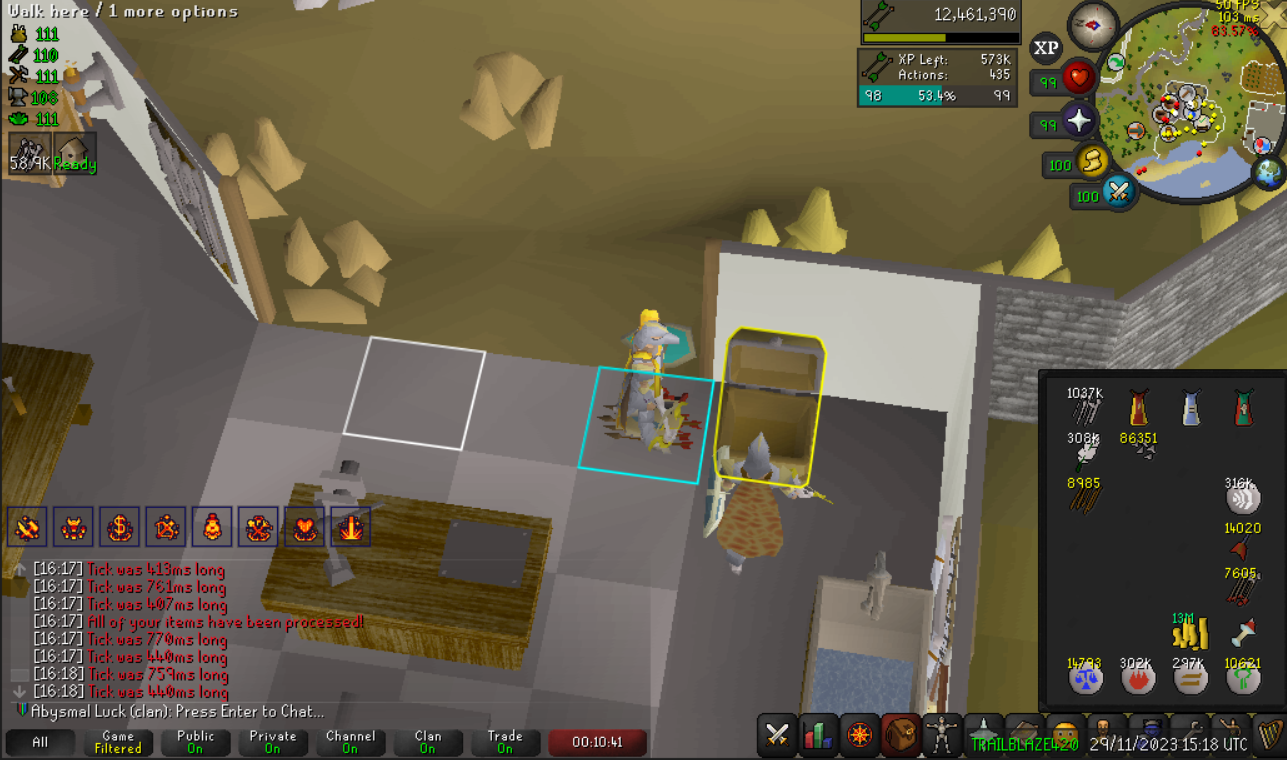 Walk here / 1 more options
111
110
111
108
111
58.9K Ready
12,461,390
XP Left: 573K
Actions: 435
98 53.4% 99
50 FPS
103 ms
63.57%
XP
99
99
100
100
1037K
308K 86351
8985 316K
14020
7605
13M
14793 302K 297K 10621
[16:17] Tick was 413ms long
[16:17] Tick was 761ms long
[16:17] Tick was 407ms long
[16:17] All of your items have been processed!
[16:17] Tick was 770ms long
[16:17] Tick was 440ms long
[16:18] Tick was 759ms long
[16:18] Tick was 440ms long
Abysmal Luck (clan): Press Enter to Chat...
All
Game
Filtered
Public
On
Private
On
Channel
On
Clan
On
Trade
On
00:10:41
TRAILBLAZE420 29/11/2023 15:18 UTC